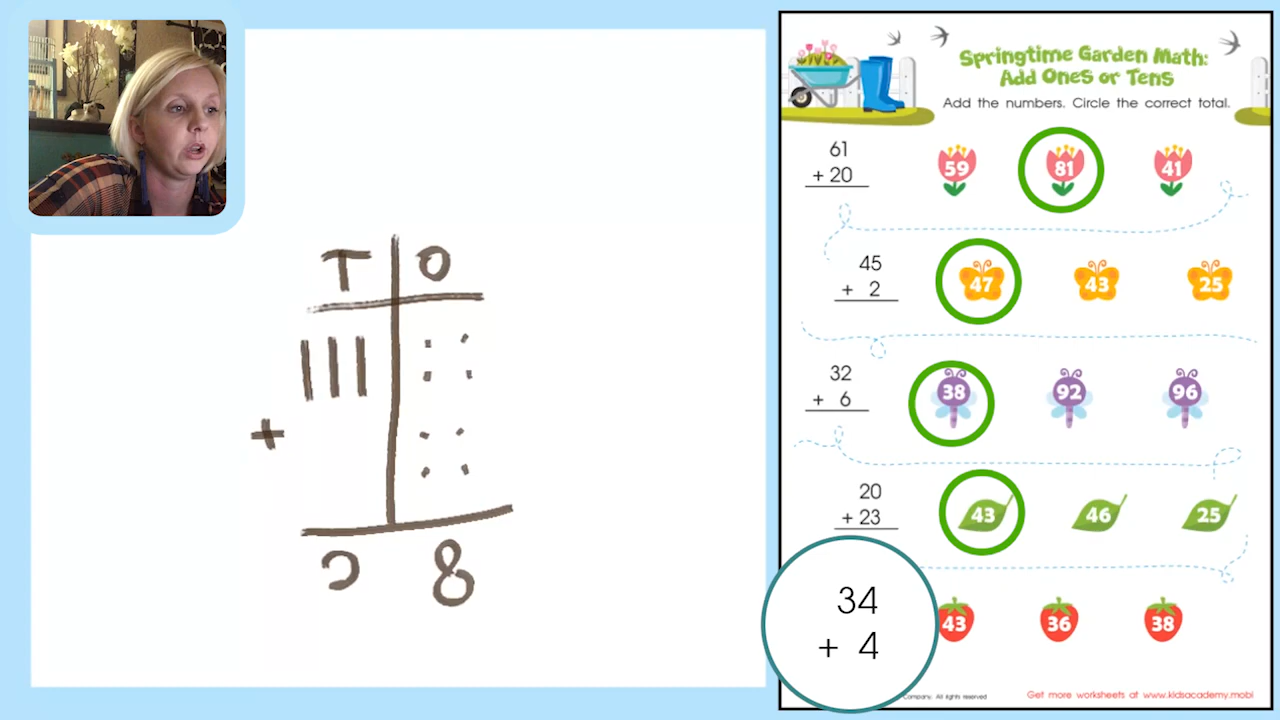 T O
+
8
Springtime Garden Math:
Add Ones or Tens
Add the numbers. Circle the correct total.
61
+ 20
59 81 41
45
+ 2
47 43 25
32
+ 6
38 92 96
20
+ 23
43 46 25
34
+ 4
43 36 38
Company. All rights reserved
Get more worksheets at www.kidsacademy.mobi